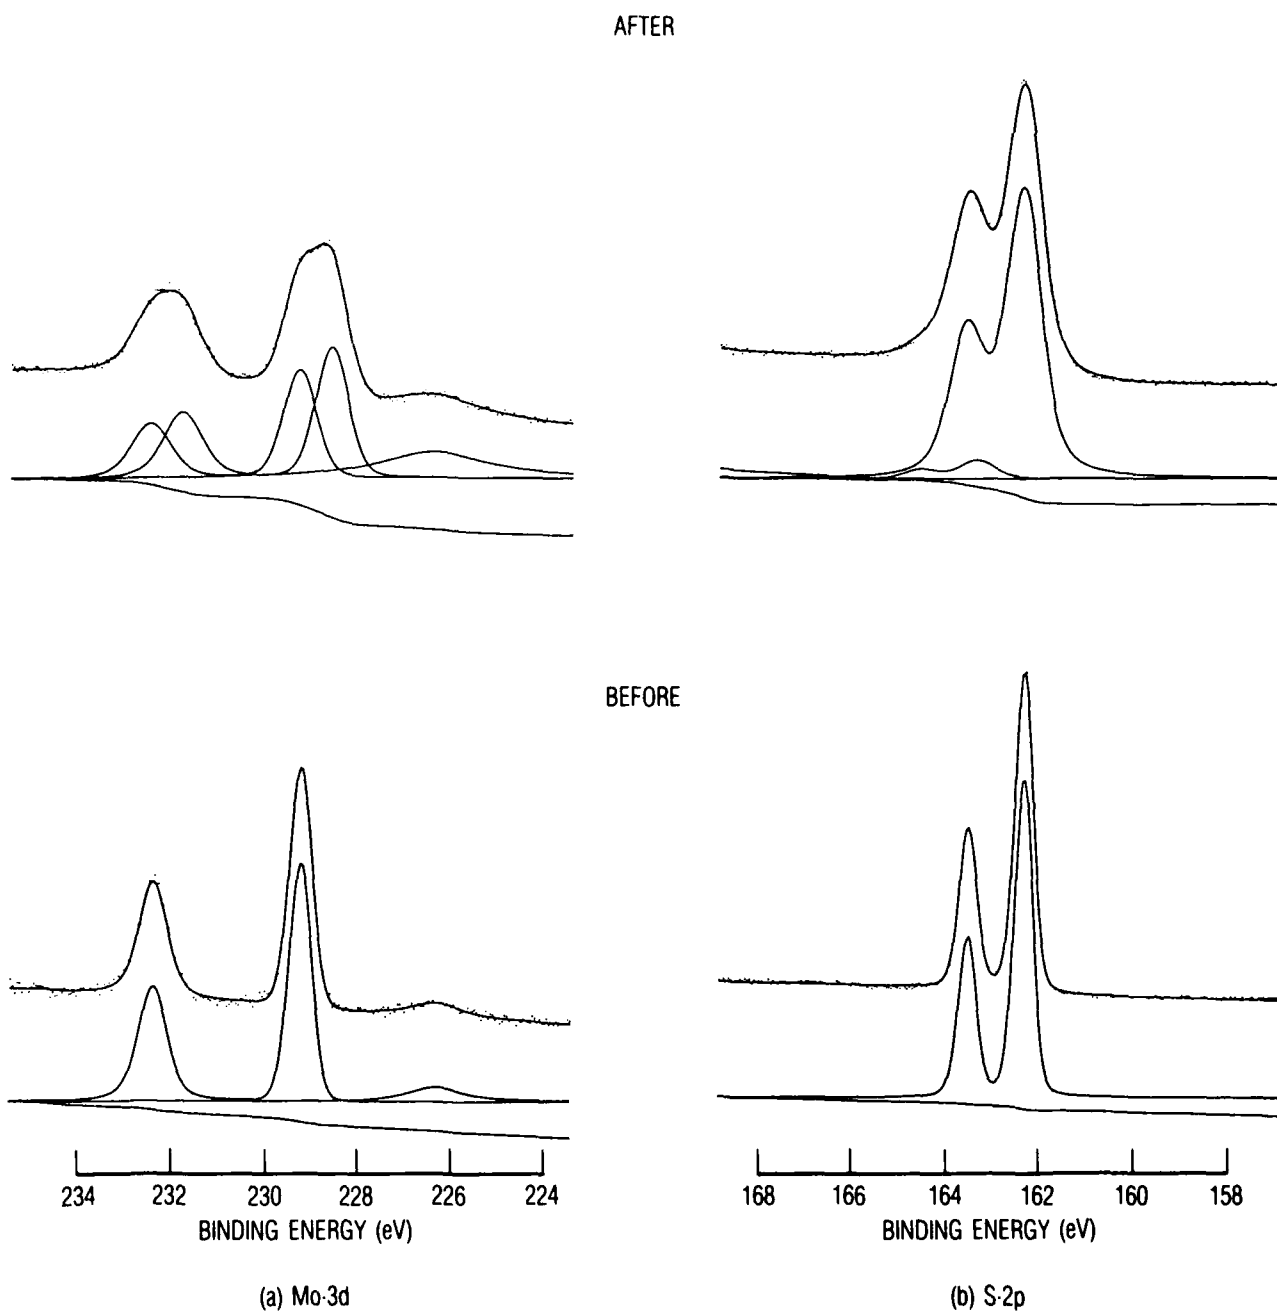 AFTER
BEFORE
234 232 230 228 226 224
BINDING ENERGY (eV)
(a) Mo-3d
168 166 164 162 160 158
BINDING ENERGY (eV)
(b) S-2p